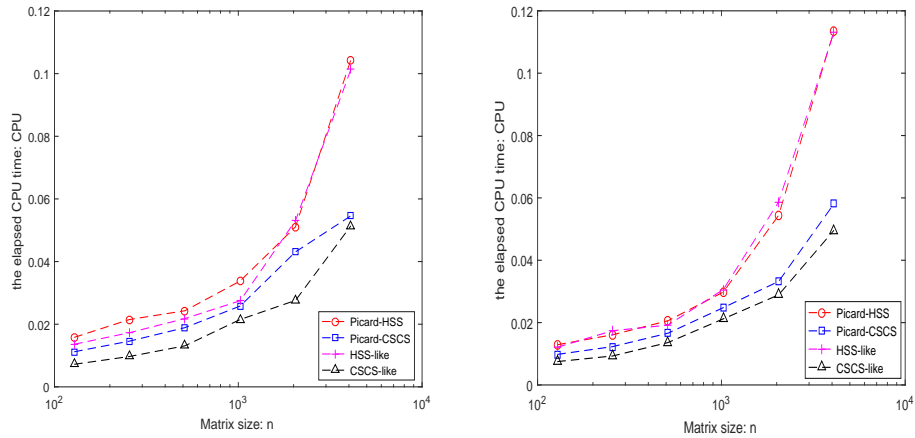 0.12
0.1
0.08
0.06
0.04
0.02
0
the elapsed CPU time: CPU
10^2
10^3
10^4
Matrix size: n
Picard-HSS
Picard-CSCS
HSS-like
CSCS-like
0.12
0.1
0.08
0.06
0.04
0.02
0
the elapsed CPU time: CPU
10^2
10^3
10^4
Matrix size: n
Picard-HSS
Picard-CSCS
HSS-like
CSCS-like